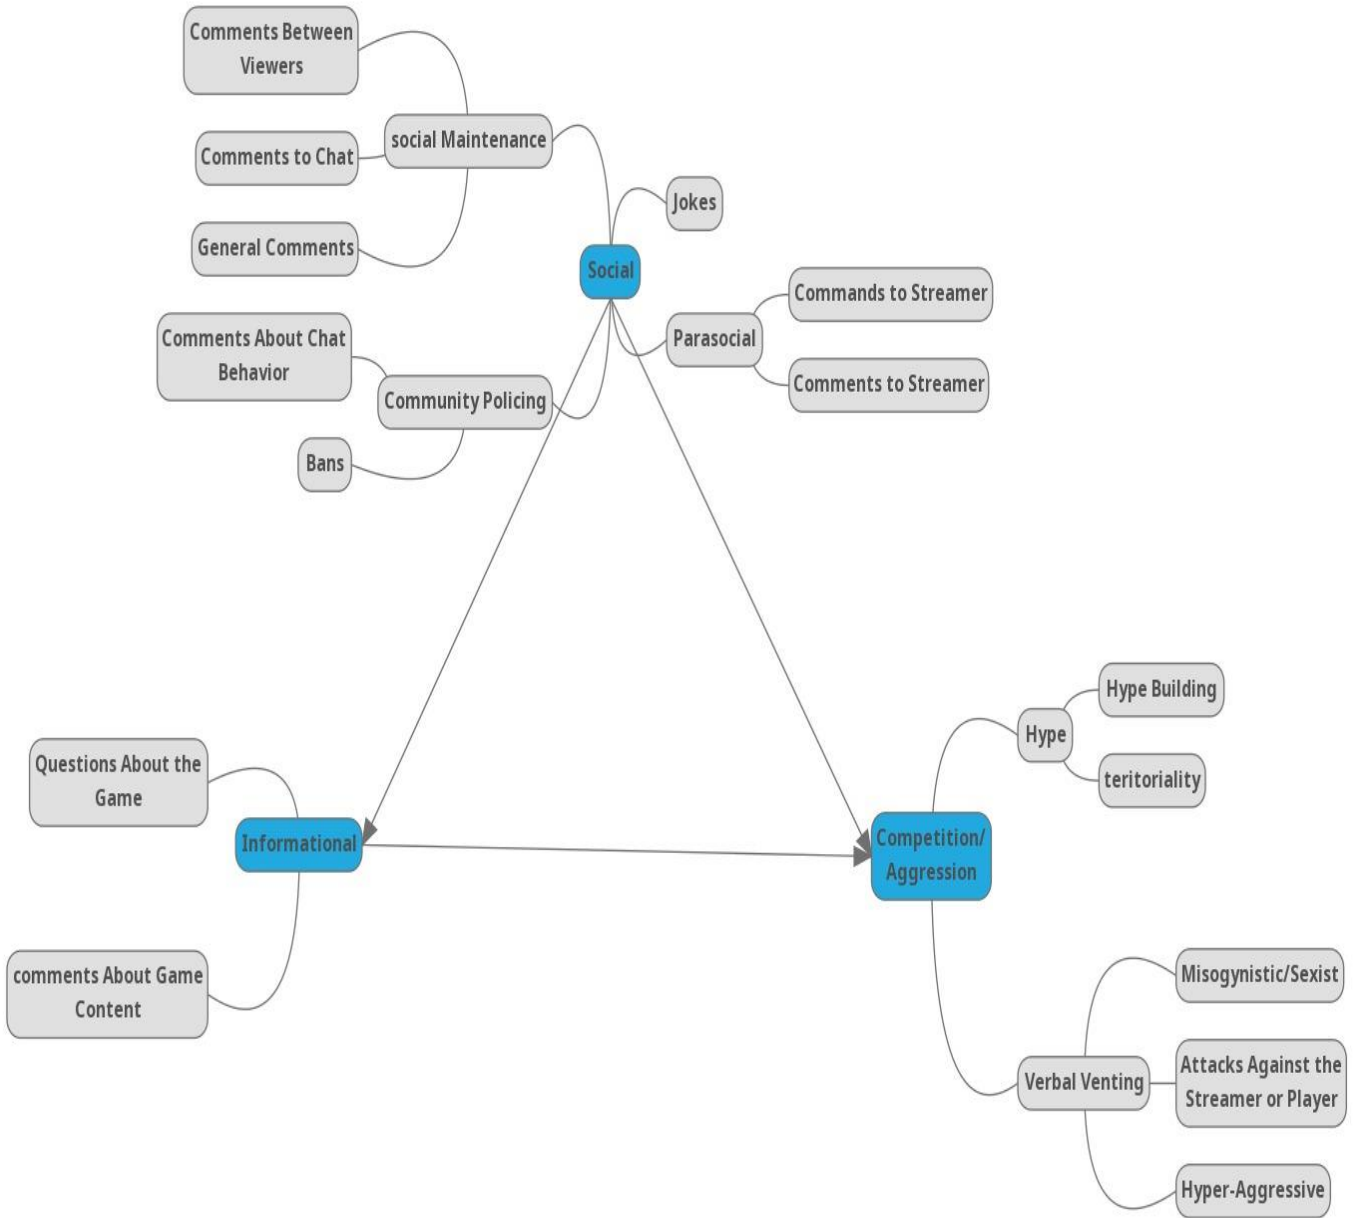 Comments Between
Viewers
social Maintenance
Comments to Chat
General Comments
Jokes
Social
Commands to Streamer
Parasocial
Comments to Streamer
Comments About Chat
Behavior
Community Policing
Bans
Hype Building
Hype
teritoriality
Questions About the
Game
Informational
comments About Game
Content
Competition/
Aggression
Misogynistic/Sexist
Verbal Venting
Attacks Against the
Streamer or Player
Hyper-Aggressive